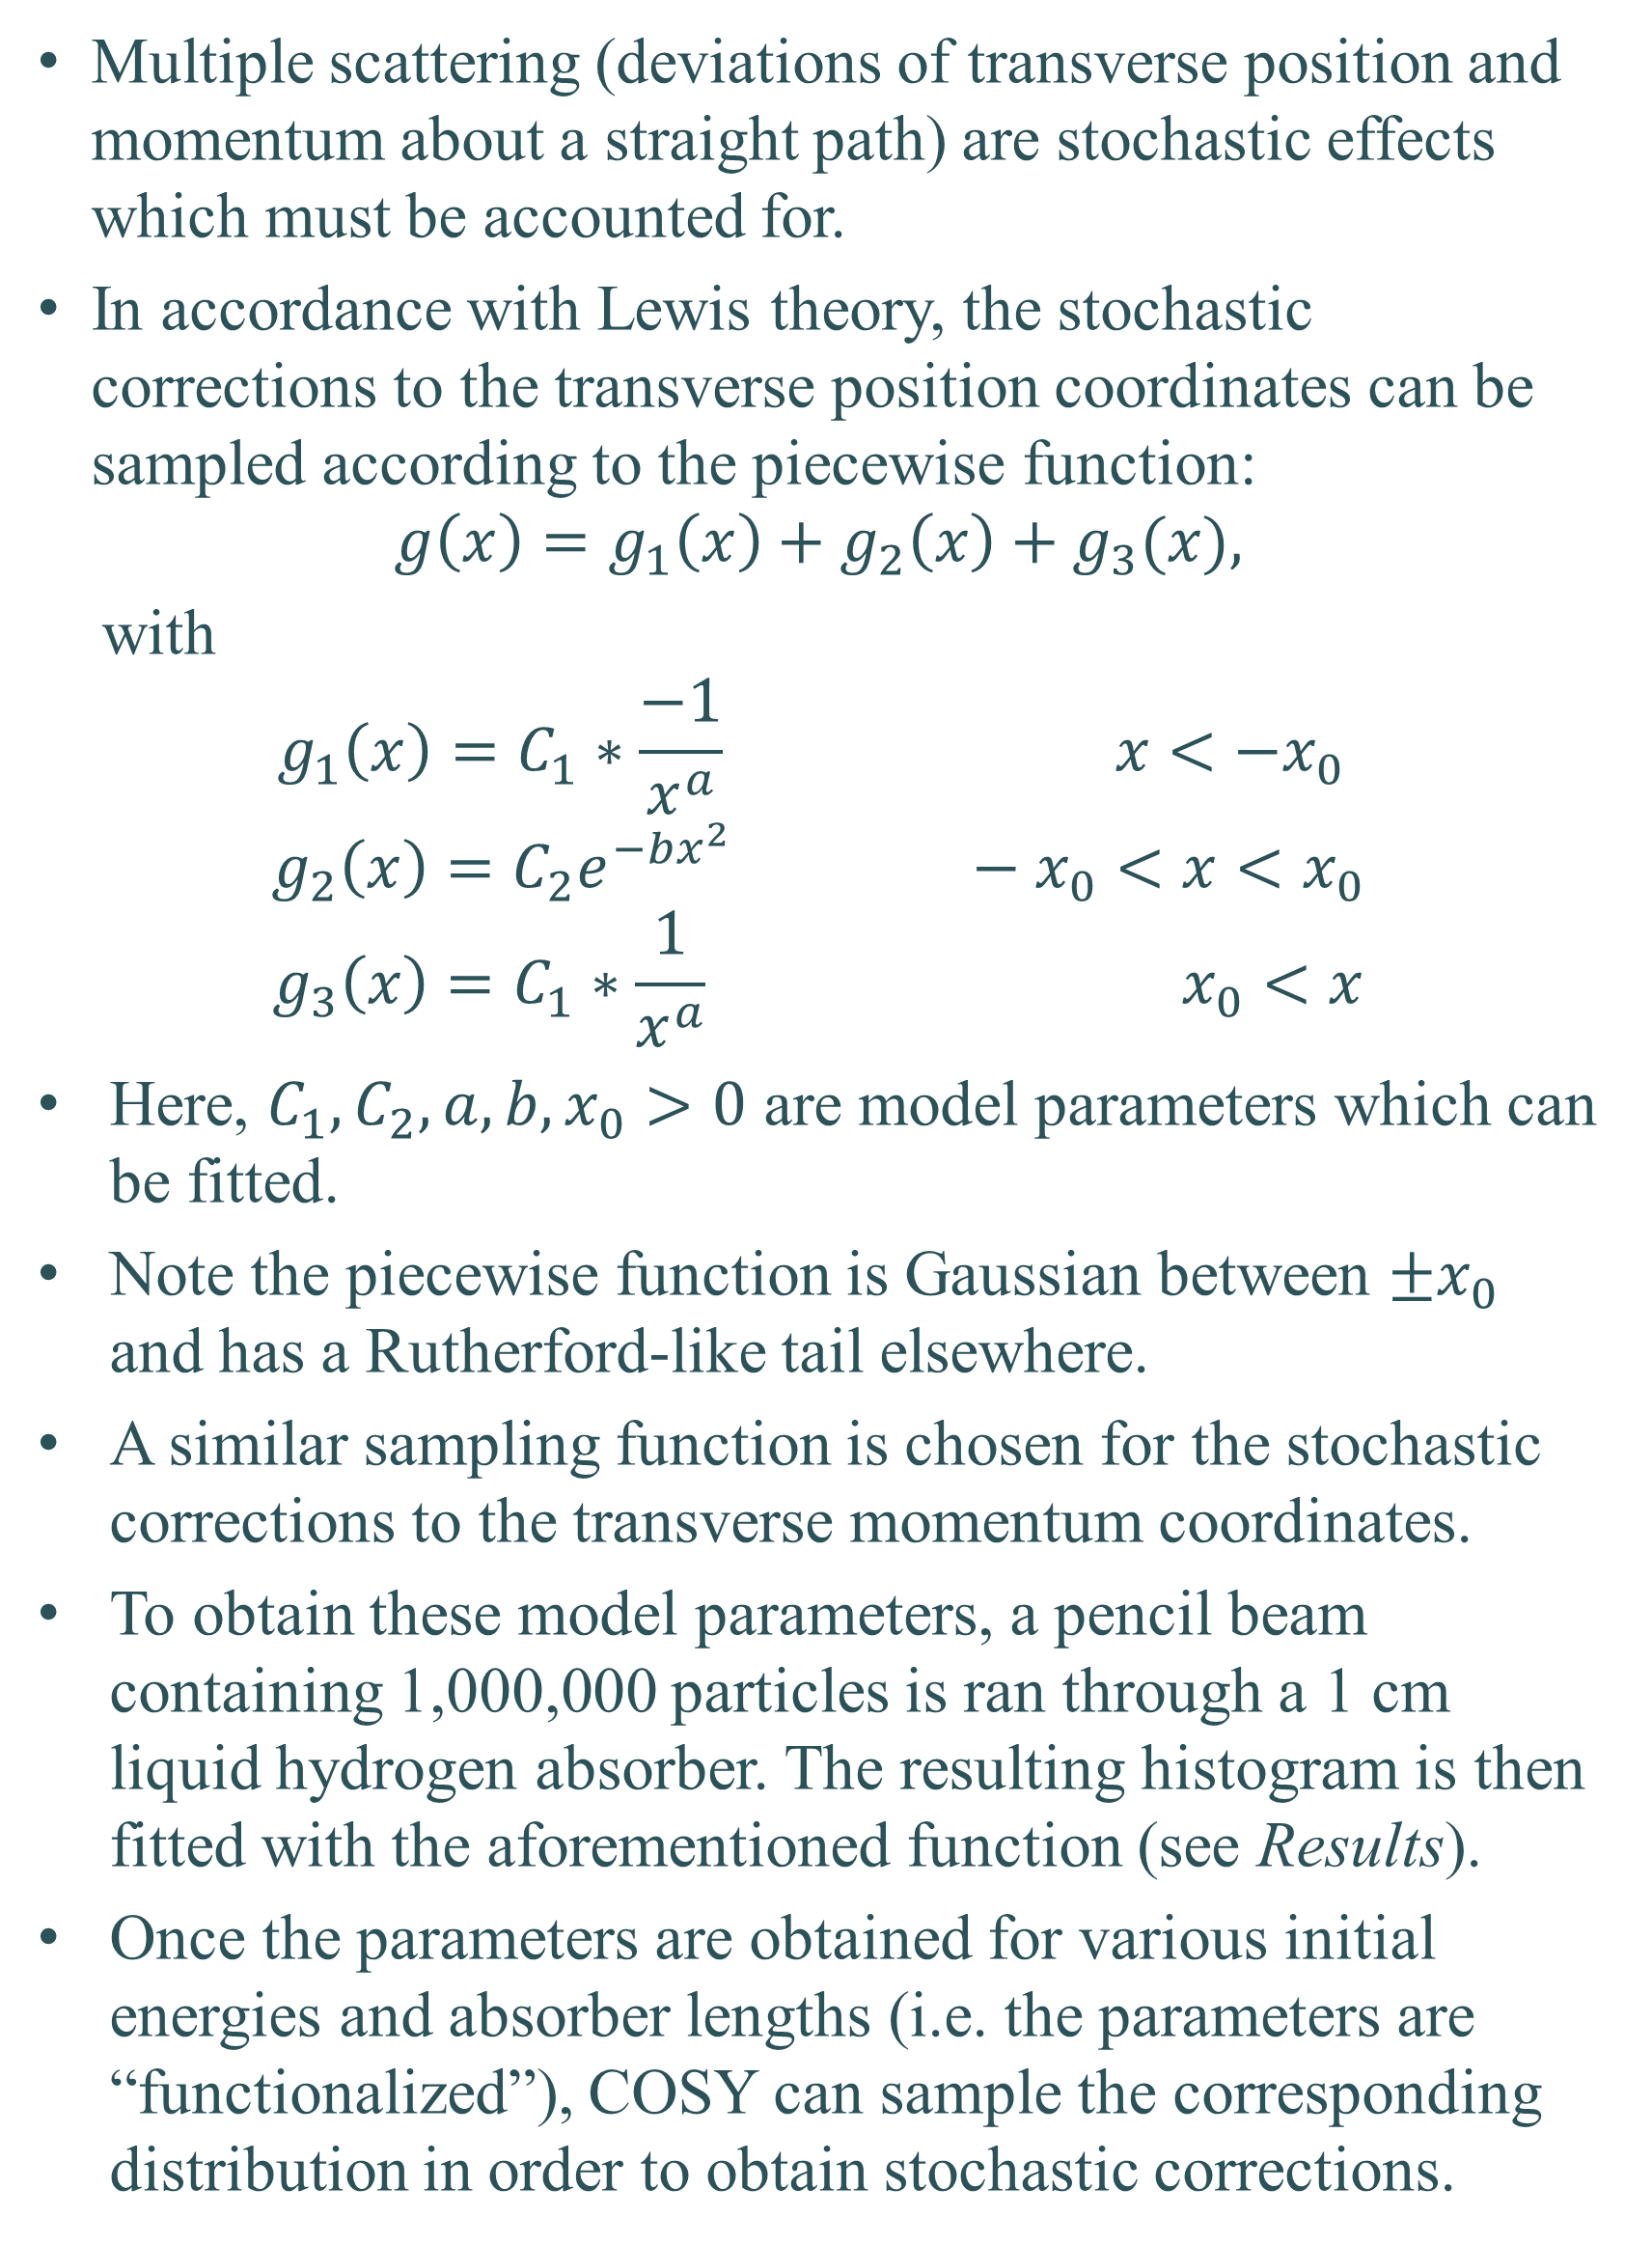 • Multiple scattering (deviations of transverse position and
momentum about a straight path) are stochastic effects
which must be accounted for.
• In accordance with Lewis theory, the stochastic
corrections to the transverse position coordinates can be
sampled according to the piecewise function:
g(x) = g₁(x) + g₂(x) + g₃(x),
with
g₁(x) = C₁ * −1/xᵃ    x < −x₀
g₂(x) = C₂e^(−bx²)    − x₀ < x < x₀
g₃(x) = C₁ * 1/xᵃ    x₀ < x
• Here, C₁, C₂, a, b, x₀ > 0 are model parameters which can
be fitted.
• Note the piecewise function is Gaussian between ±x₀
and has a Rutherford-like tail elsewhere.
• A similar sampling function is chosen for the stochastic
corrections to the transverse momentum coordinates.
• To obtain these model parameters, a pencil beam
containing 1,000,000 particles is ran through a 1 cm
liquid hydrogen absorber. The resulting histogram is then
fitted with the aforementioned function (see Results).
• Once the parameters are obtained for various initial
energies and absorber lengths (i.e. the parameters are
“functionalized”), COSY can sample the corresponding
distribution in order to obtain stochastic corrections.